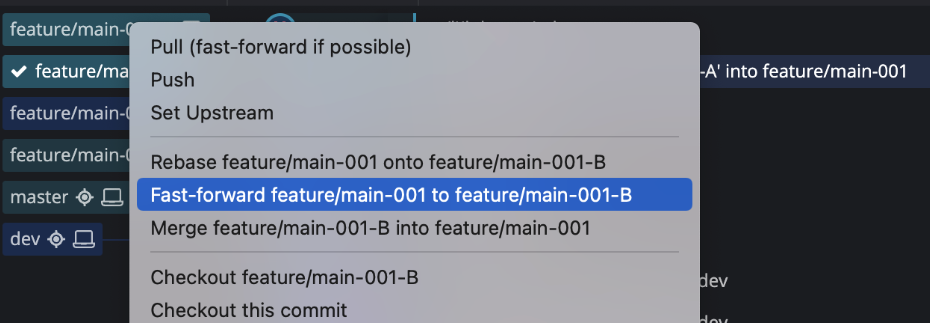 feature/main-0
Pull (fast-forward if possible)
feature/ma
-A' into feature/main-001
Push
feature/main-0
Set Upstream
feature/main-0
Rebase feature/main-001 onto feature/main-001-B
master
Fast-forward feature/main-001 to feature/main-001-B
dev
Merge feature/main-001-B into feature/main-001
Checkout feature/main-001-B
dev
Checkout this commit
dev